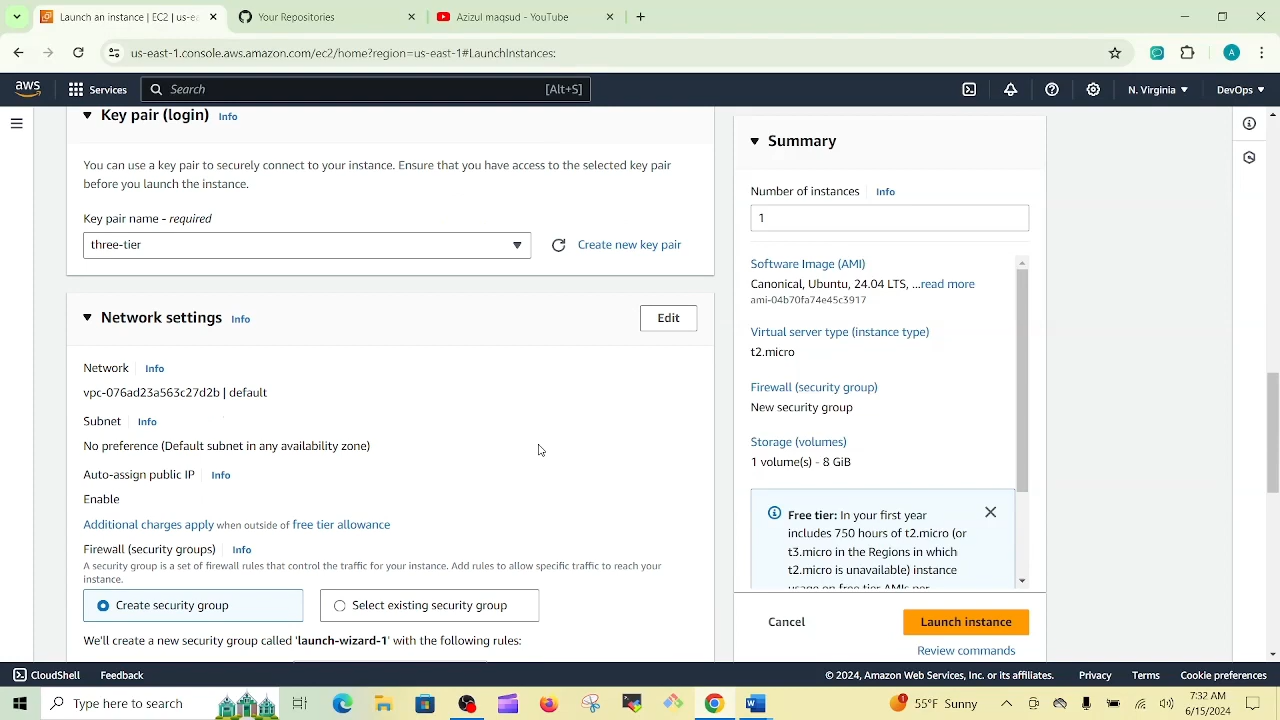 Launch an instance | EC2 | us-ea
Your Repositories
Azizul maqsud - YouTube
us-east-1.console.aws.amazon.com/ec2/home?region=us-east-1#LaunchInstances:
A
aws
Services
Search
[Alt+S]
N. Virginia
DevOps
Key pair (login) Info
You can use a key pair to securely connect to your instance. Ensure that you have access to the selected key pair
before you launch the instance.
Key pair name - required
three-tier
Create new key pair
Network settings Info
Edit
Network Info
vpc-076ad23a563c27d2b | default
Subnet Info
No preference (Default subnet in any availability zone)
Auto-assign public IP Info
Enable
Additional charges apply when outside of free tier allowance
Firewall (security groups) Info
A security group is a set of firewall rules that control the traffic for your instance. Add rules to allow specific traffic to reach your
instance.
Create security group
Select existing security group
We'll create a new security group called 'launch-wizard-1' with the following rules:
Summary
Number of instances Info
1
Software Image (AMI)
Canonical, Ubuntu, 24.04 LTS, ...read more
ami-04b70fa74e45c3917
Virtual server type (instance type)
t2.micro
Firewall (security group)
New security group
Storage (volumes)
1 volume(s) - 8 GiB
Free tier: In your first year
includes 750 hours of t2.micro (or
t3.micro in the Regions in which
t2.micro is unavailable) instance
usage on free tier AMIs per
Cancel
Launch instance
Review commands
CloudShell
Feedback
© 2024, Amazon Web Services, Inc. or its affiliates.
Privacy
Terms
Cookie preferences
Type here to search
1
55°F Sunny
7:32 AM
6/15/2024